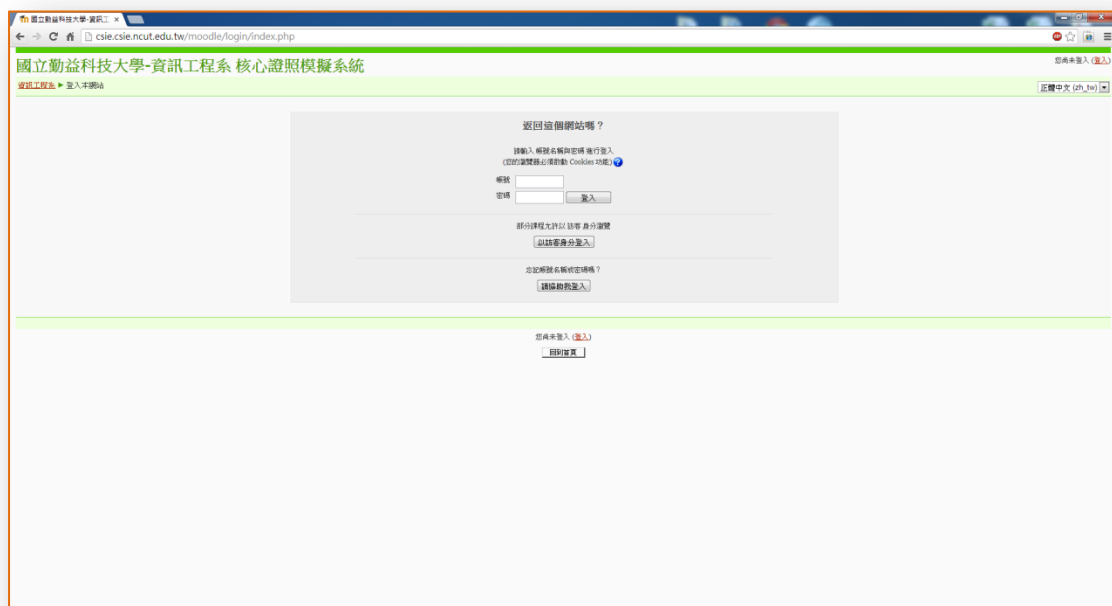 國立勤益科技大學-資訊工
csie.csie.ncut.edu.tw/moodle/login/index.php
國立勤益科技大學-資訊工程系 核心證照模擬系統
您尚未登入 (登入)
資訊工程系 ► 登入本網站
正體中文 (zh_tw)
返回這個網站嗎？
請輸入 帳號名稱與密碼 進行登入
(您的瀏覽器必須啟動 Cookies 功能)
帳號
密碼
登入
部分課程允許以 訪客 身分瀏覽
以訪客身分登入
忘記帳號名稱或密碼嗎？
請協助我登入
您尚未登入 (登入)
回到首頁